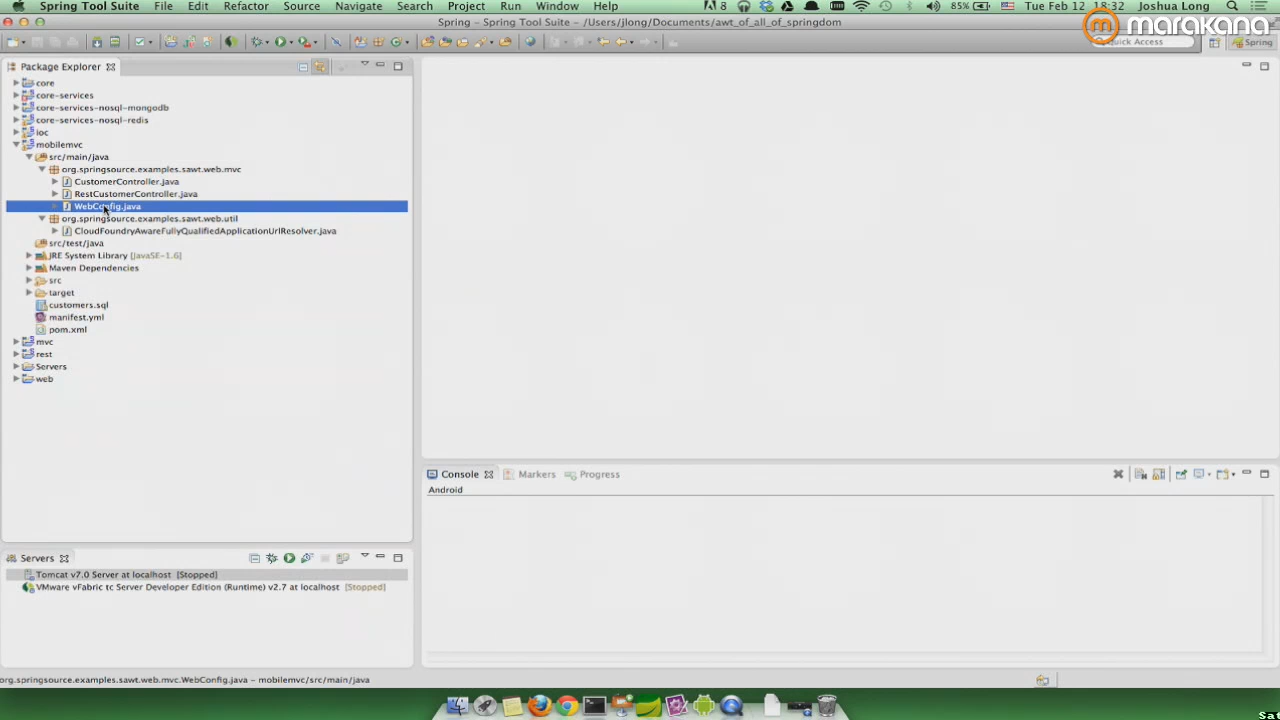 Spring Tool Suite File Edit Refactor Source Navigate Search Project Run Window Help 8 85% Tue Feb 12 18:32 Joshua Long
Spring - Spring Tool Suite - /Users/jlong/Documents/awt_of_all_of_springdom
marakana
Quick Access Spring
Package Explorer
core
core-services
core-services-nosql-mongodb
core-services-nosql-redis
ioc
mobilemvc
src/main/java
org.springsource.examples.sawt.web.mvc
CustomerController.java
RestCustomerController.java
WebConfig.java
org.springsource.examples.sawt.web.util
CloudFoundryAwareFullyQualifiedApplicationUrlResolver.java
src/test/java
JRE System Library [JavaSE-1.6]
Maven Dependencies
src
target
customers.sql
manifest.yml
pom.xml
mvc
rest
Servers
web
Console Markers Progress
Android
Servers
Tomcat v7.0 Server at localhost [Stopped]
VMware vFabric tc Server Developer Edition (Runtime) v2.7 at localhost [Stopped]
org.springsource.examples.sawt.web.mvc.WebConfig.java - mobilemvc/src/main/java